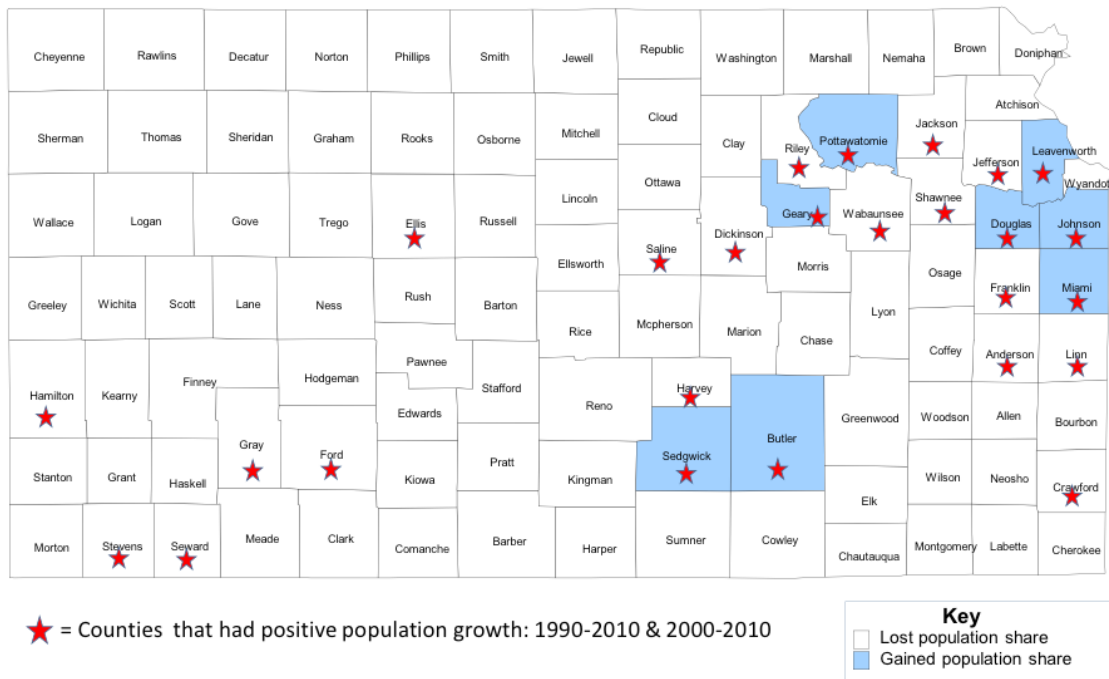 Cheyenne Rawlins Decatur Norton Phillips Smith Jewell Republic Washington Marshall Nemaha Brown Doniphan
Sherman Thomas Sheridan Graham Rooks Osborne Mitchell Cloud Clay Riley Pottawatomie Jackson Atchison
Jefferson Leavenworth
Wyandot
Wallace Logan Gove Trego Ellis Russell Lincoln Ottawa Saline Dickinson Geary Wabaunsee Shawnee Douglas Johnson
Greeley Wichita Scott Lane Ness Rush Barton Ellsworth Morris Osage Franklin Miami
Rice Mcpherson Marion Chase Lyon
Hamilton Kearny Finney Hodgeman Pawnee Stafford Coffey Anderson Linn
Edwards Reno Harvey Greenwood Woodson Allen Bourbon
Stanton Grant Haskell Gray Ford Kiowa Pratt Kingman Sedgwick Butler Elk Wilson Neosho Crawford
Morton Stevens Seward Meade Clark Comanche Barber Harper Sumner Cowley Chautauqua Montgomery Labette Cherokee
= Counties that had positive population growth: 1990-2010 & 2000-2010
Key
Lost population share
Gained population share